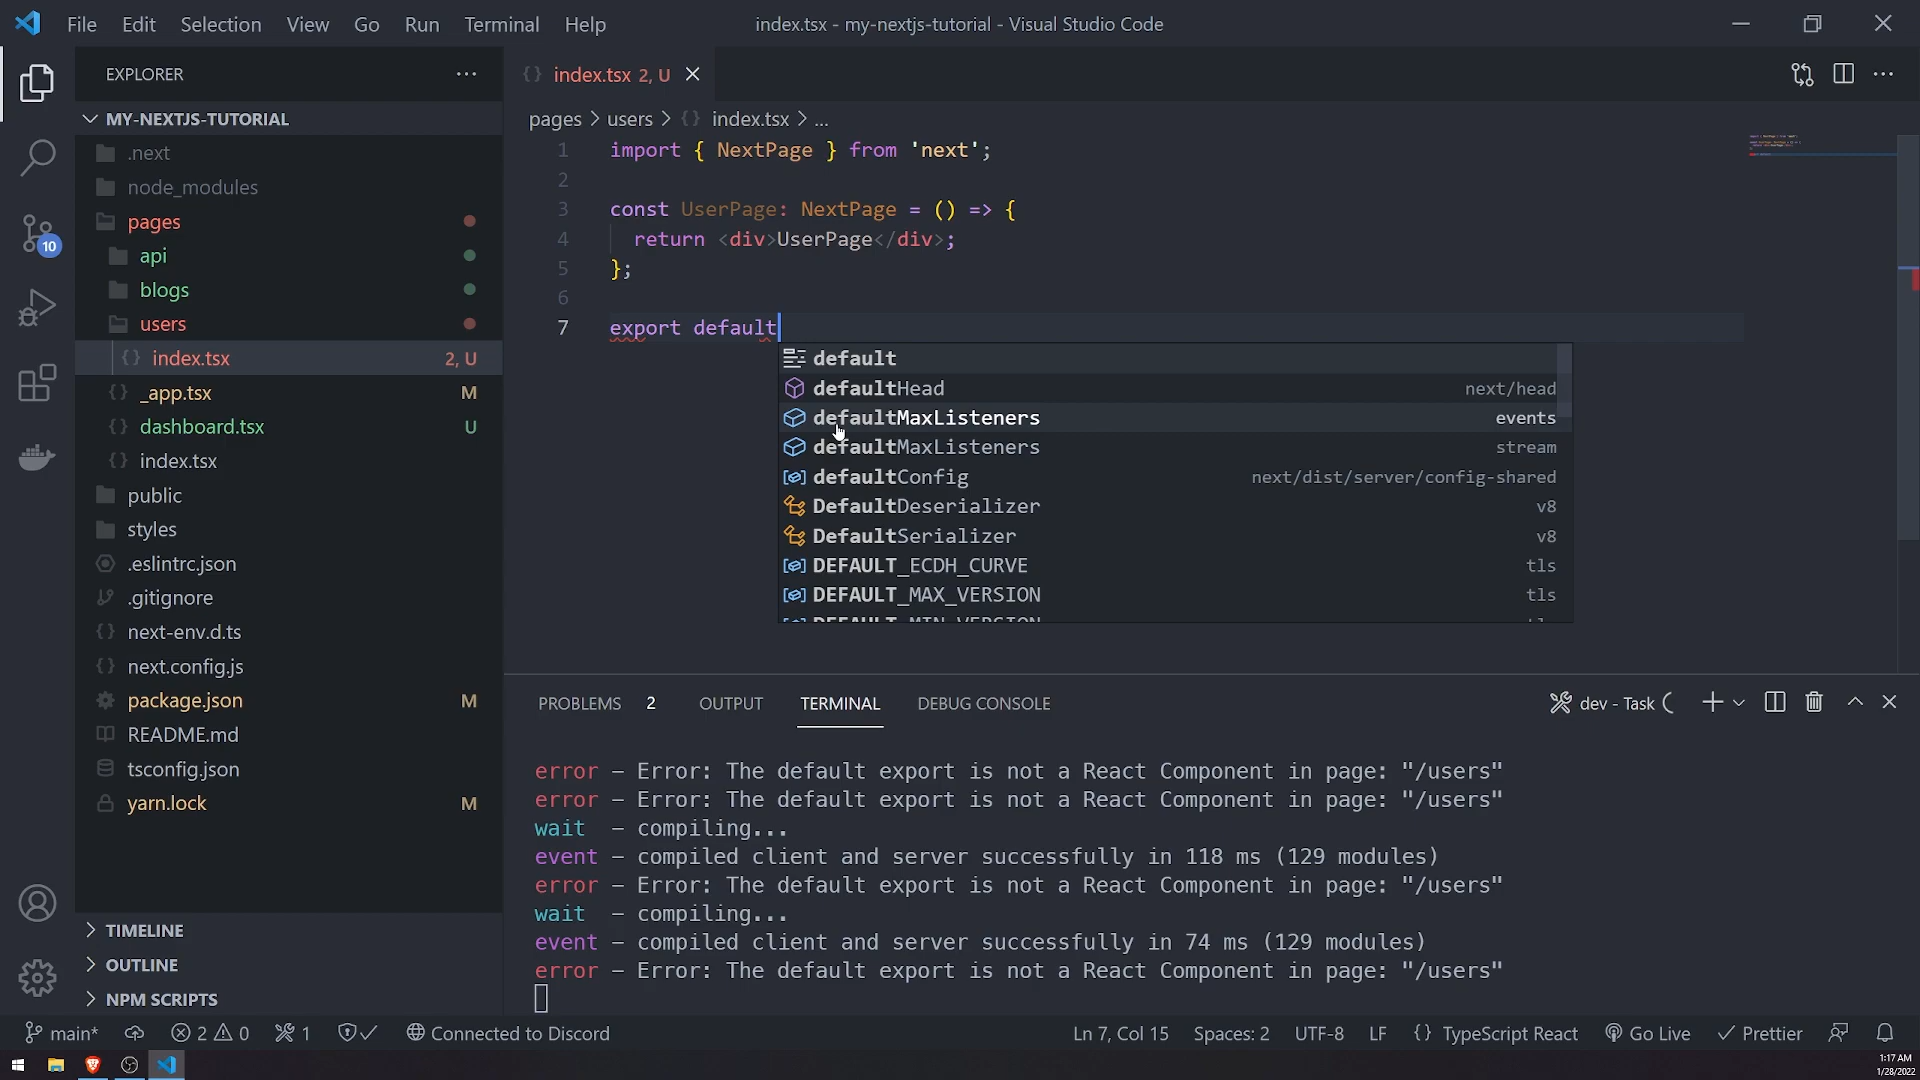 File Edit Selection View Go Run Terminal Help
index.tsx - my-nextjs-tutorial - Visual Studio Code
EXPLORER
MY-NEXTJS-TUTORIAL
.next
node_modules
pages
api
blogs
users
index.tsx 2, U
_app.tsx M
dashboard.tsx U
index.tsx
public
styles
.eslintrc.json
.gitignore
next-env.d.ts
next.config.js
package.json M
README.md
tsconfig.json
yarn.lock M
TIMELINE
OUTLINE
NPM SCRIPTS
10
index.tsx 2, U
pages > users > {} index.tsx > ...
1 import { NextPage } from 'next';
2
3 const UserPage: NextPage = () => {
4 return <div>UserPage</div>;
5 };
6
7 export default
default
defaultHead next/head
defaultMaxListeners events
defaultMaxListeners stream
defaultConfig next/dist/server/config-shared
DefaultDeserializer v8
DefaultSerializer v8
DEFAULT_ECDH_CURVE tls
DEFAULT_MAX_VERSION tls
DEFAULT_MIN_VERSION tls
PROBLEMS 2 OUTPUT TERMINAL DEBUG CONSOLE
dev - Task
error - Error: The default export is not a React Component in page: "/users"
error - Error: The default export is not a React Component in page: "/users"
wait - compiling...
event - compiled client and server successfully in 118 ms (129 modules)
error - Error: The default export is not a React Component in page: "/users"
wait - compiling...
event - compiled client and server successfully in 74 ms (129 modules)
error - Error: The default export is not a React Component in page: "/users"
main* 2 0 1 Connected to Discord
Ln 7, Col 15 Spaces: 2 UTF-8 LF {} TypeScript React Go Live Prettier
1:17 AM
1/28/2022